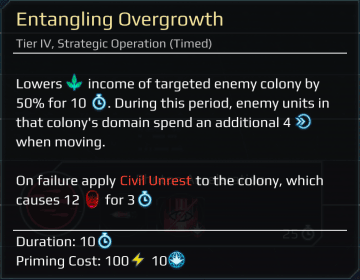 Entangling Overgrowth
Tier IV, Strategic Operation (Timed)
Lowers income of targeted enemy colony by
50% for 10 . During this period, enemy units in
that colony's domain spend an additional 4
when moving.
On failure apply Civil Unrest to the colony, which
causes 12 for 3
Duration: 10
Priming Cost: 100 10
25